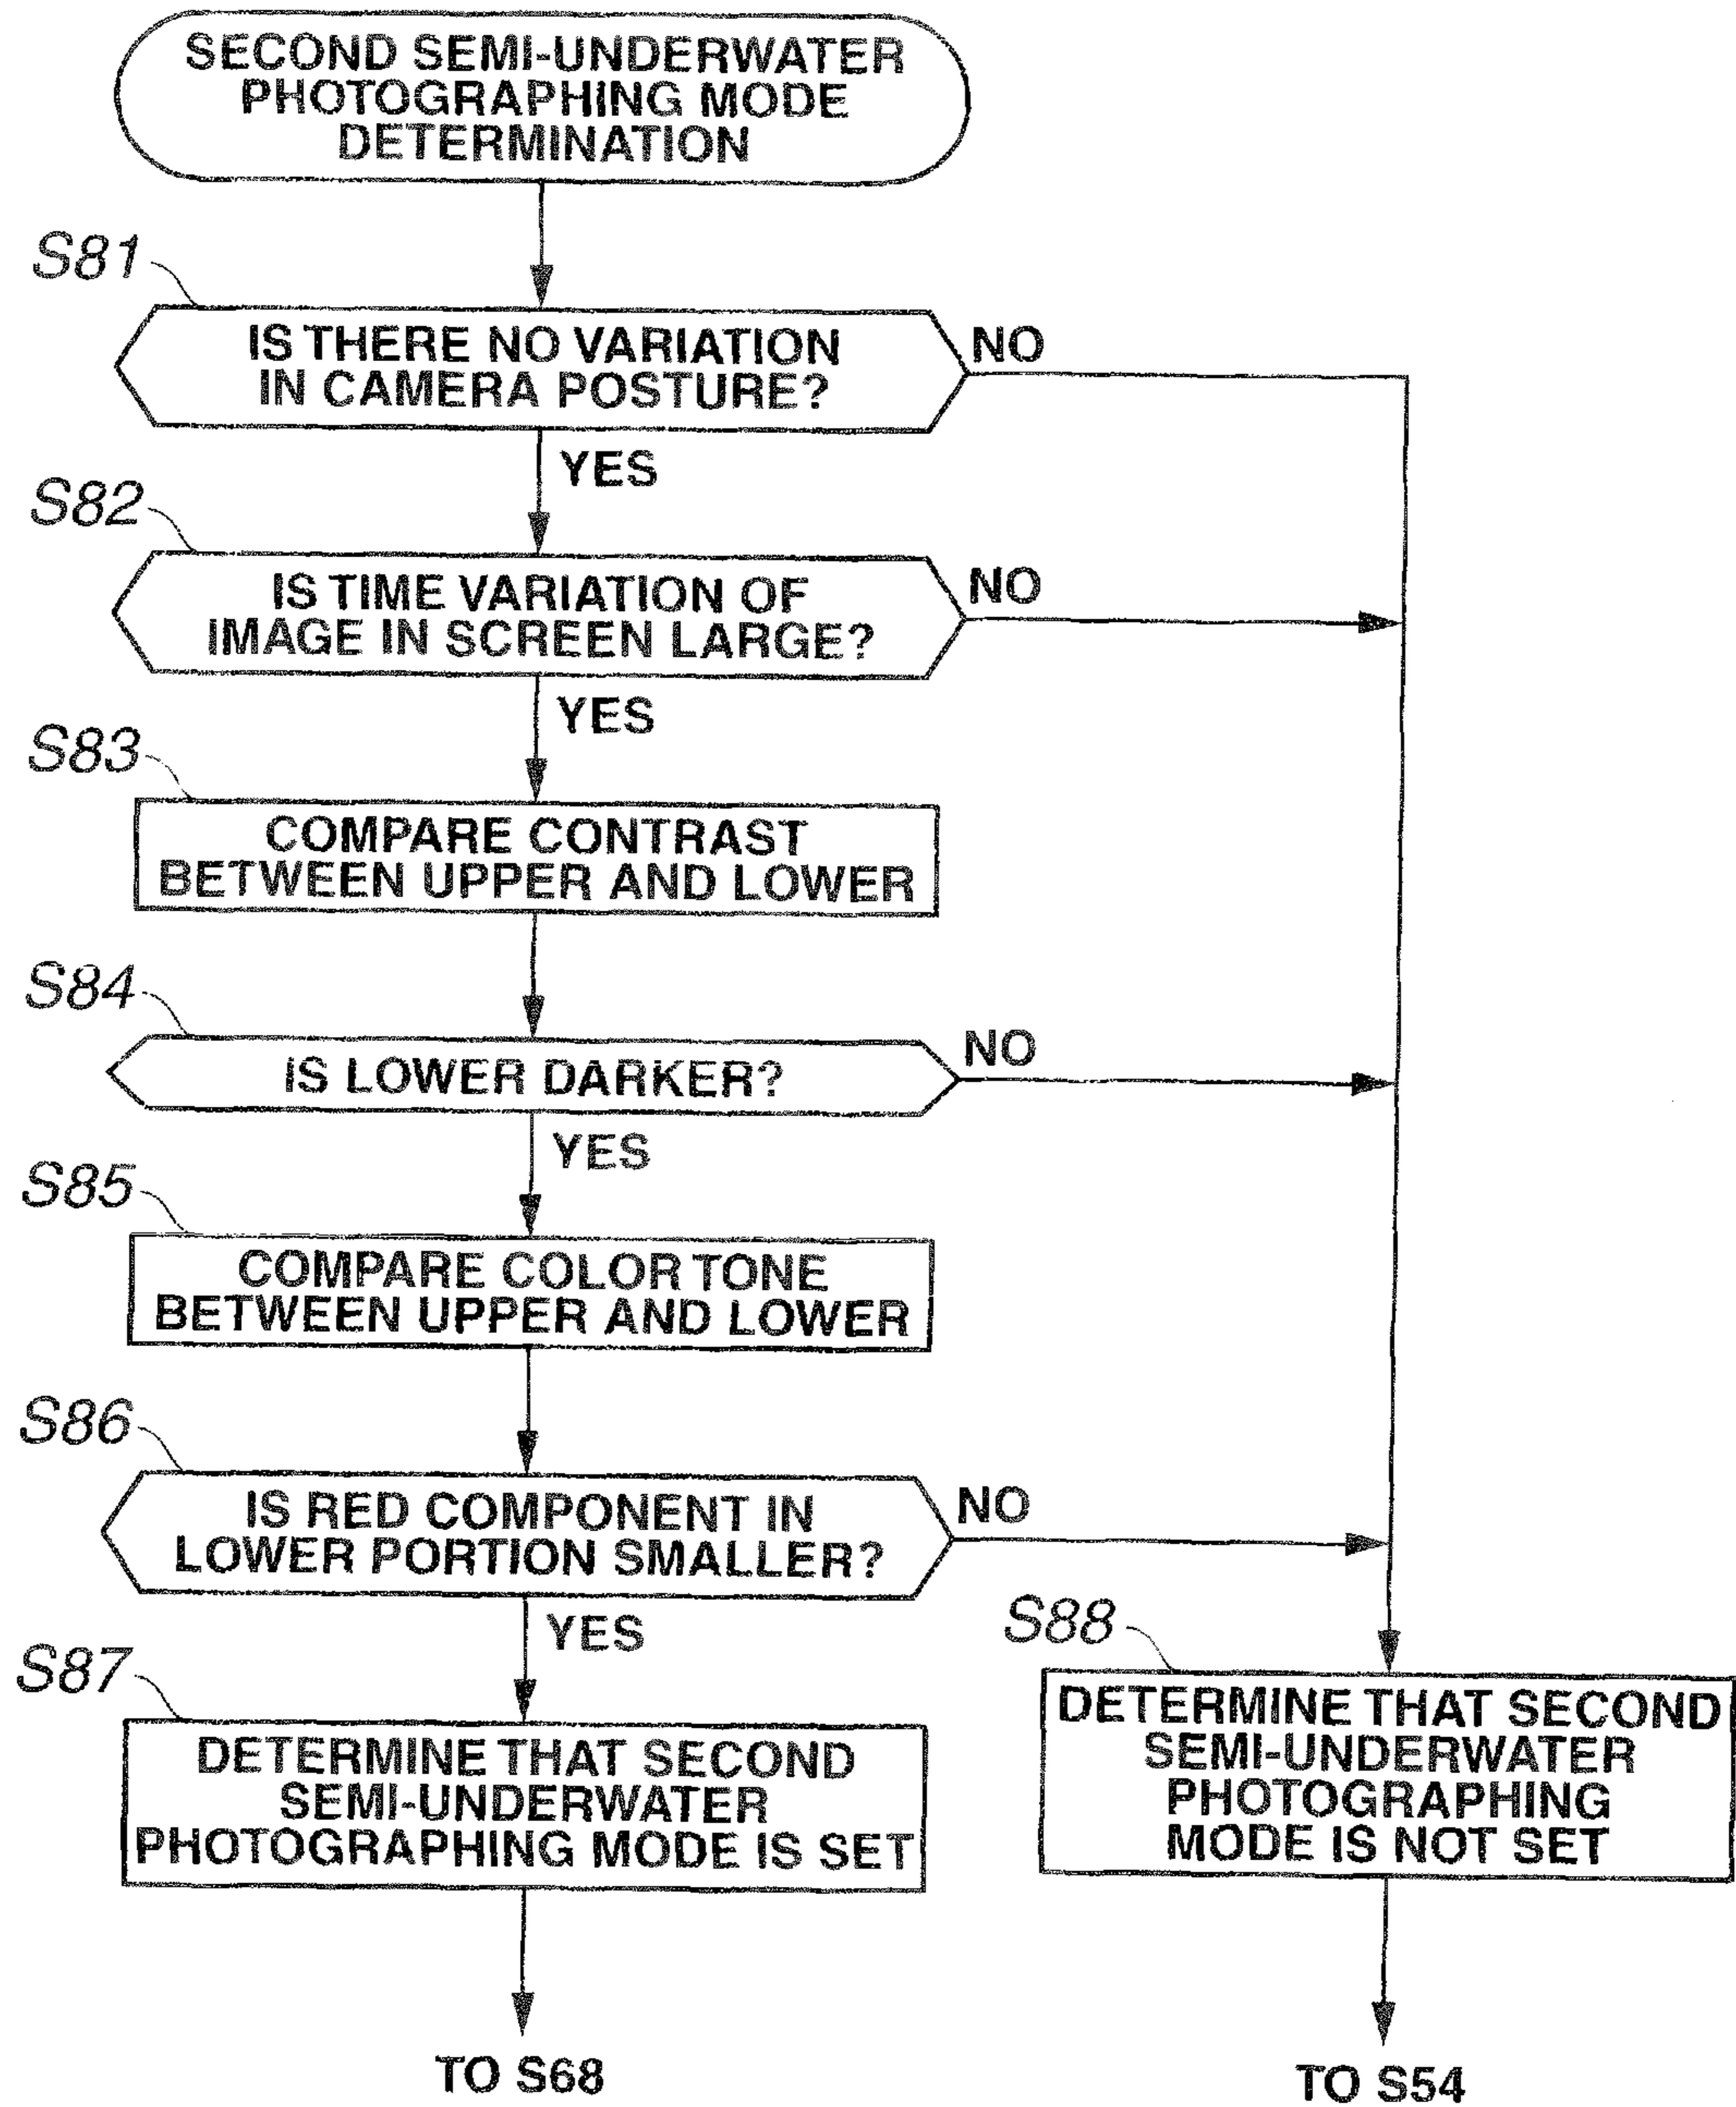 SECOND SEMI-UNDERWATER
PHOTOGRAPHING MODE
DETERMINATION
S81
IS THERE NO VARIATION
IN CAMERA POSTURE?
NO
YES
S82
IS TIME VARIATION OF
IMAGE IN SCREEN LARGE?
NO
YES
S83
COMPARE CONTRAST
BETWEEN UPPER AND LOWER
S84
IS LOWER DARKER?
NO
YES
S85
COMPARE COLOR TONE
BETWEEN UPPER AND LOWER
S86
IS RED COMPONENT IN
LOWER PORTION SMALLER?
NO
YES
S87
DETERMINE THAT SECOND
SEMI-UNDERWATER
PHOTOGRAPHING MODE IS SET
TO S68
S88
DETERMINE THAT SECOND
SEMI-UNDERWATER
PHOTOGRAPHING
MODE IS NOT SET
TO S54